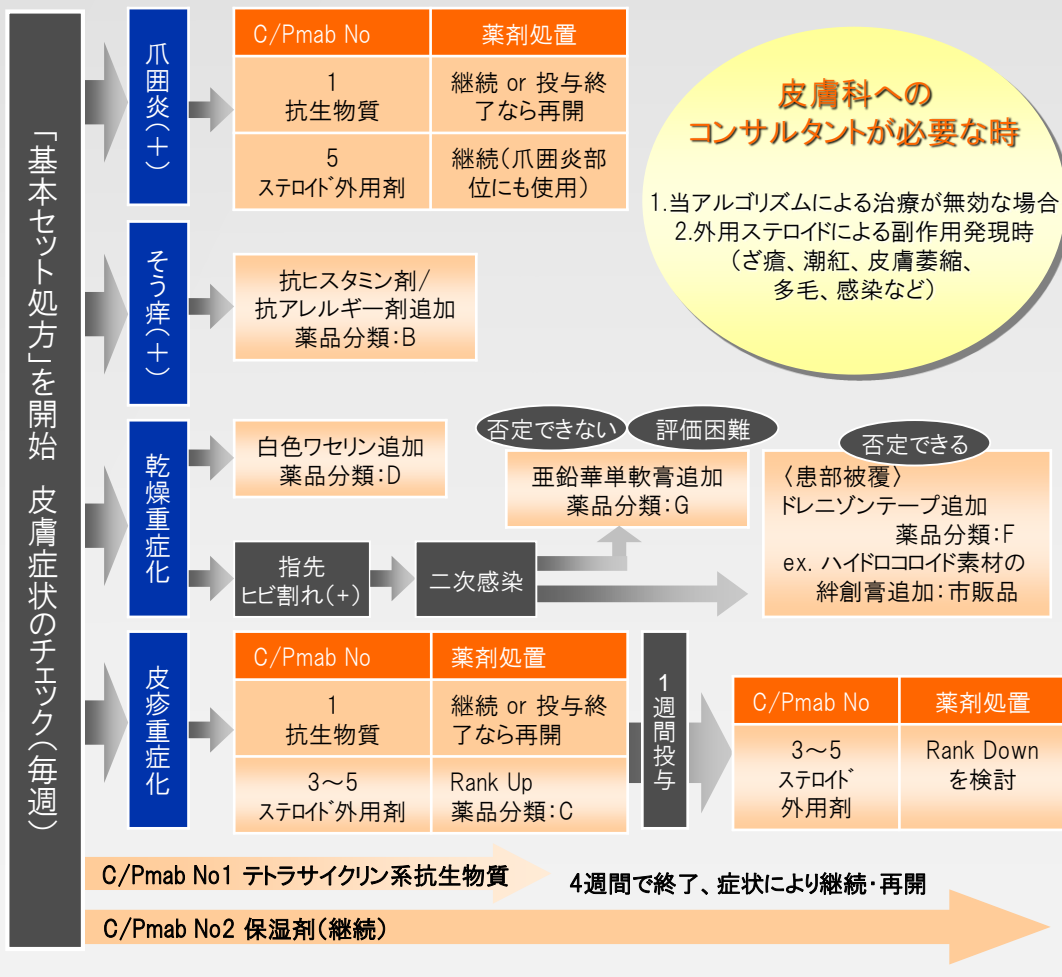 「基本セット処方」を開始　皮膚症状のチェック（毎週）
爪囲炎（＋）
C/Pmab No
薬剤処置
1
抗生物質
継続 or 投与終
了なら再開
5
ステロイド外用剤
継続（爪囲炎部
位にも使用）
皮膚科への
コンサルタントが必要な時
1.当アルゴリズムによる治療が無効な場合
2.外用ステロイドによる副作用発現時
（ざ瘡、潮紅、皮膚萎縮、
多毛、感染など）
そう痒（＋）
抗ヒスタミン剤/
抗アレルギー剤追加
薬品分類：B
乾燥重症化
白色ワセリン追加
薬品分類：D
指先
ヒビ割れ（+）
二次感染
否定できない
評価困難
亜鉛華単軟膏追加
薬品分類：G
否定できる
〈患部被覆〉
ドレニゾンテープ追加
薬品分類：F
ex. ハイドロコロイド素材の
絆創膏追加：市販品
皮疹重症化
C/Pmab No
薬剤処置
1
抗生物質
継続 or 投与終
了なら再開
3～5
ステロイド外用剤
Rank Up
薬品分類：C
1週間投与
C/Pmab No
薬剤処置
3～5
ステロイド
外用剤
Rank Down
を検討
C/Pmab No1 テトラサイクリン系抗生物質
4週間で終了、症状により継続・再開
C/Pmab No2 保湿剤（継続）